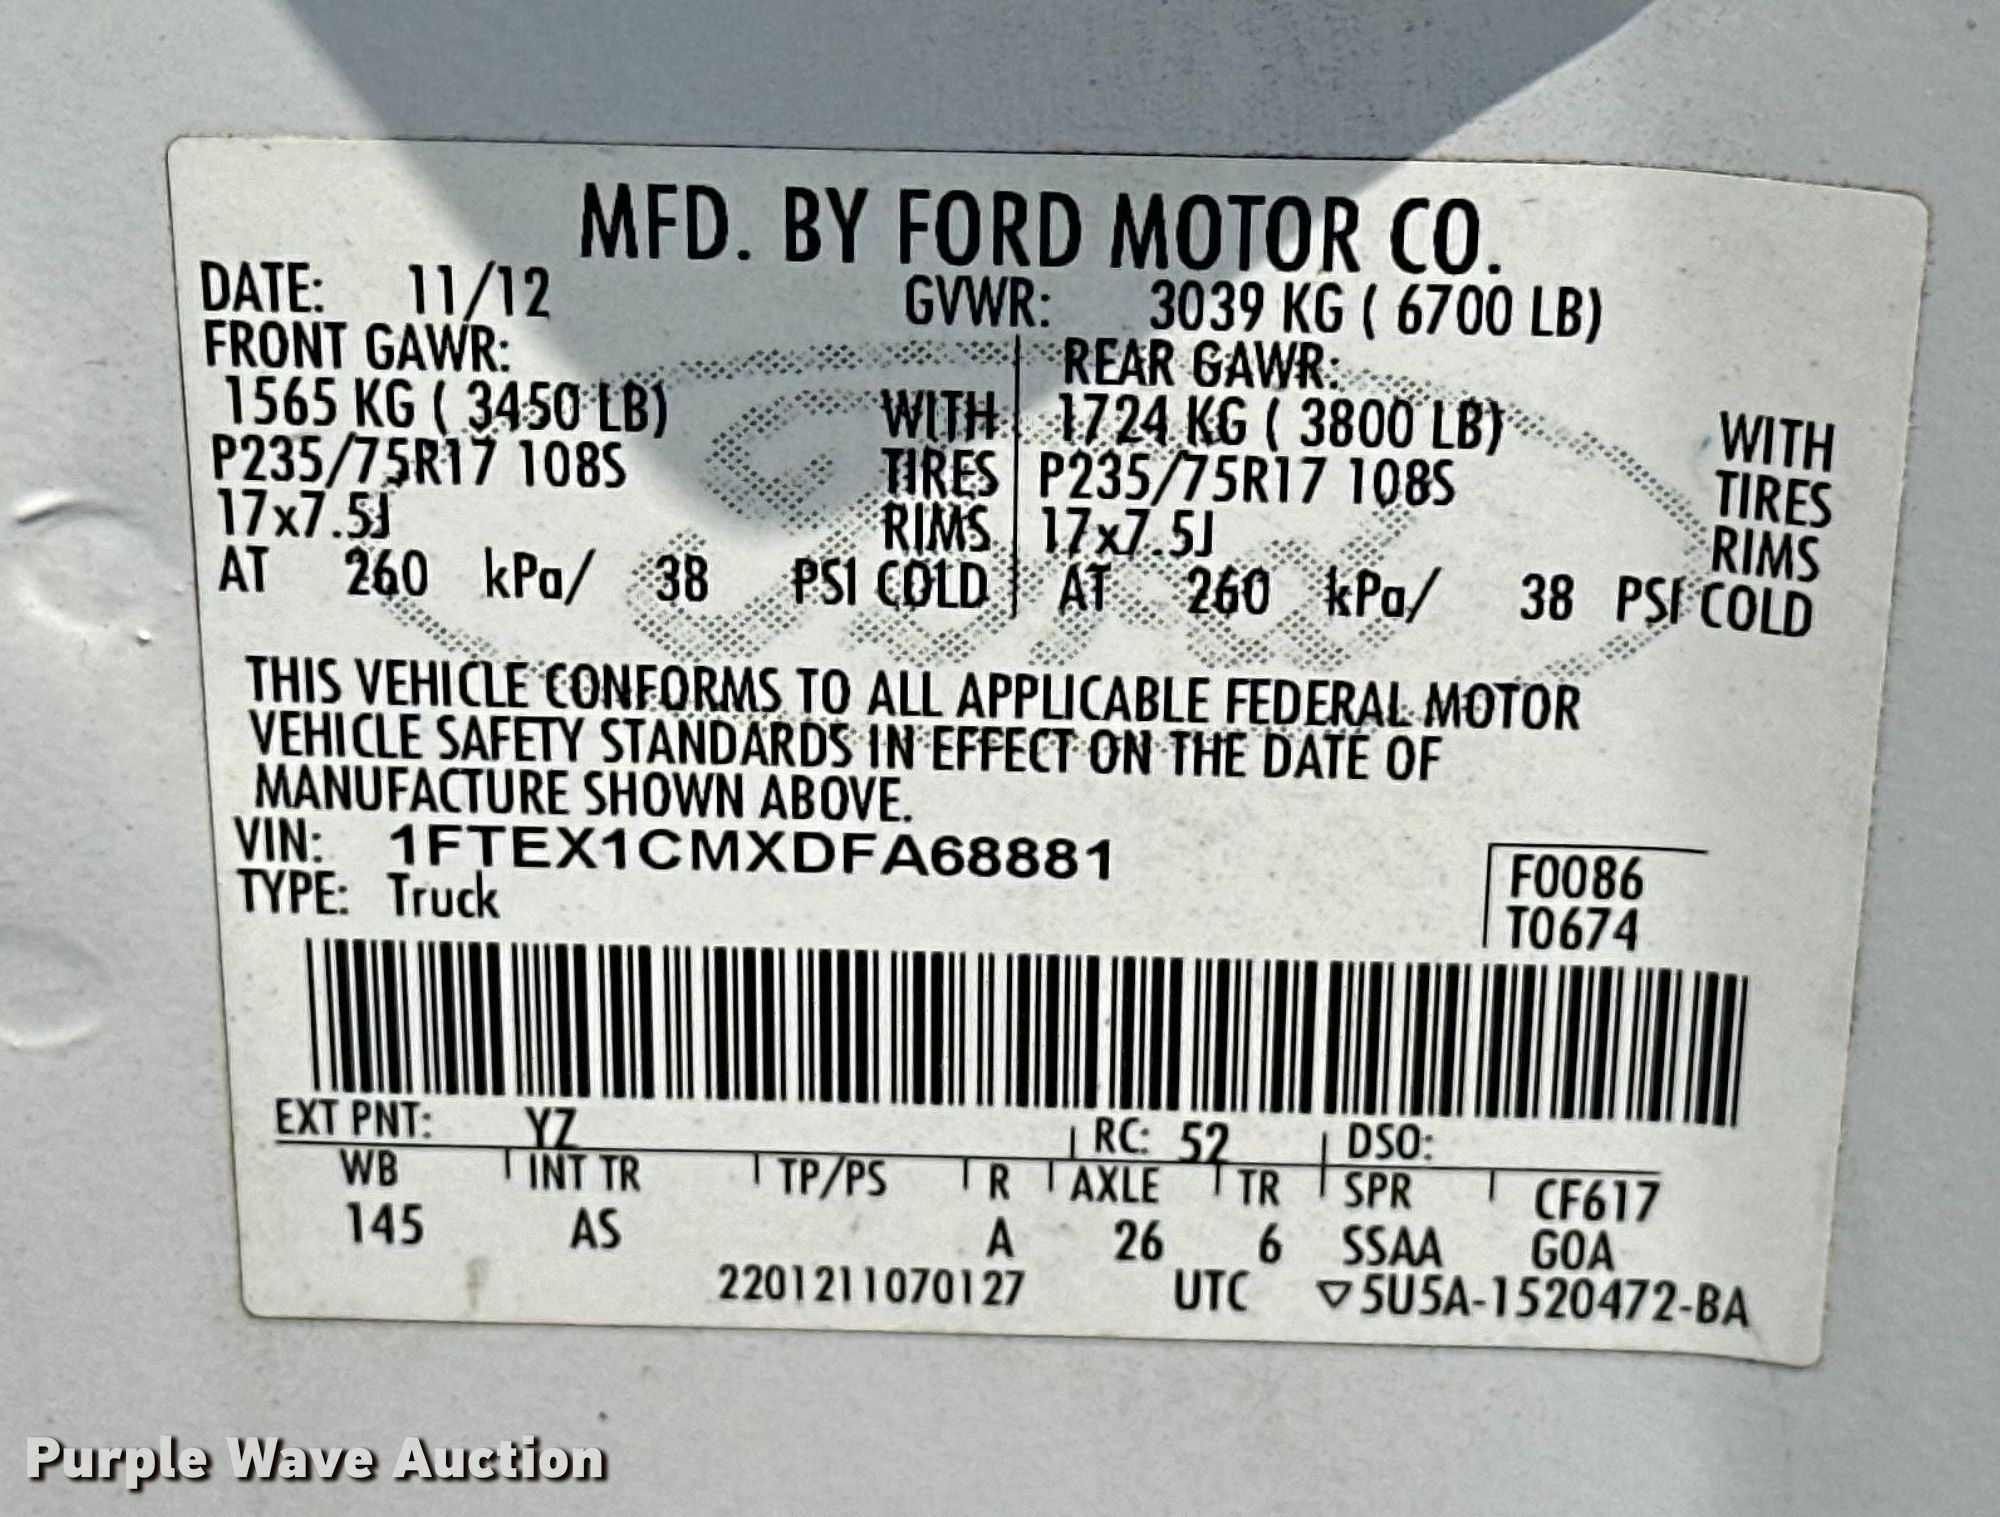 MFD. BY FORD MOTOR CO.
DATE: 11/12 GVWR: 3039 KG ( 6700 LB)
FRONT GAWR: REAR GAWR:
1565 KG ( 3450 LB) WITH 1724 KG ( 3800 LB) WITH
P235/75R17 108S TIRES P235/75R17 108S TIRES
17x7.5J RIMS 17x7.5J RIMS
AT 260 kPa/ 38 PSI COLD AT 260 kPa/ 38 PSI COLD
THIS VEHICLE CONFORMS TO ALL APPLICABLE FEDERAL MOTOR
VEHICLE SAFETY STANDARDS IN EFFECT ON THE DATE OF
MANUFACTURE SHOWN ABOVE.
VIN: 1FTEX1CMXDFA68881
TYPE: Truck
F0086
T0674
EXT PNT: YZ RC: 52 DSO:
WB INT TR TP/PS R AXLE TR SPR CF617
145 AS A 26 6 SSAA GOA
2201211070127 UTC ▽5U5A-1520472-BA
Purple Wave Auction